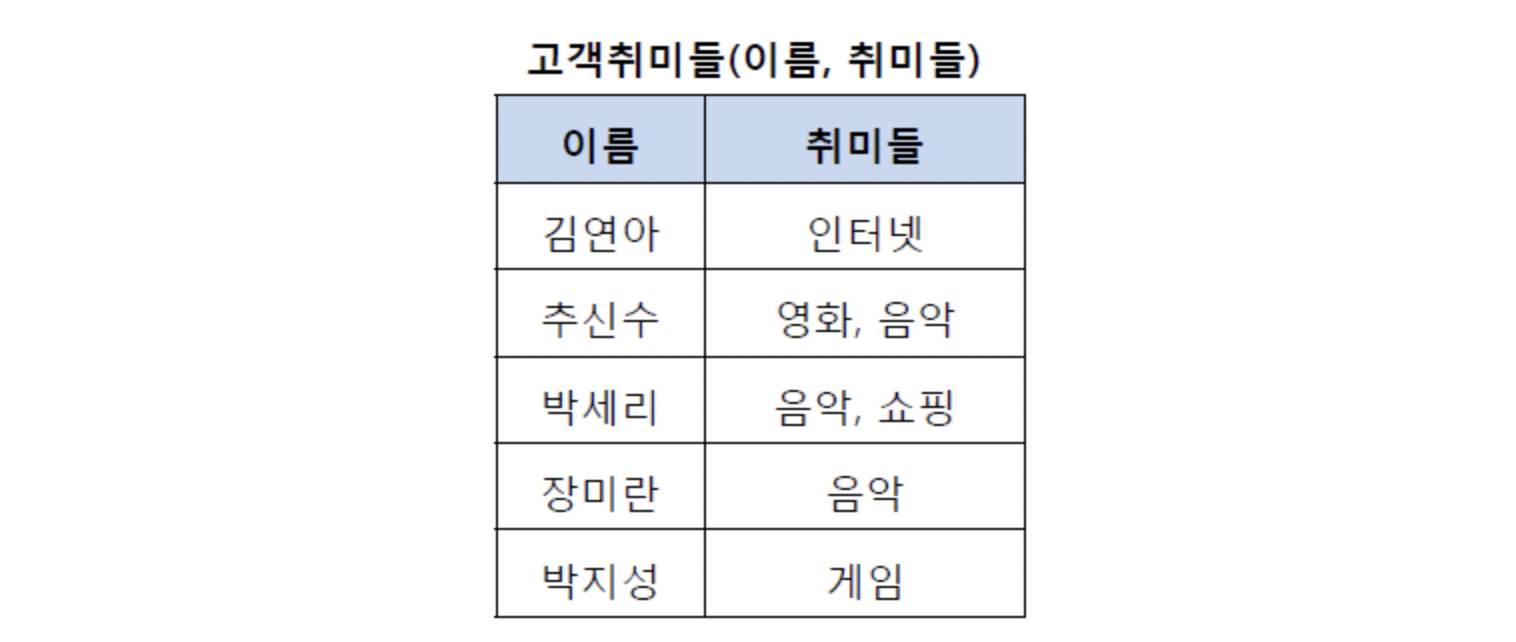 고객취미들(이름, 취미들)
이름 취미들
김연아 인터넷
추신수 영화, 음악
박세리 음악, 쇼핑
장미란 음악
박지성 게임